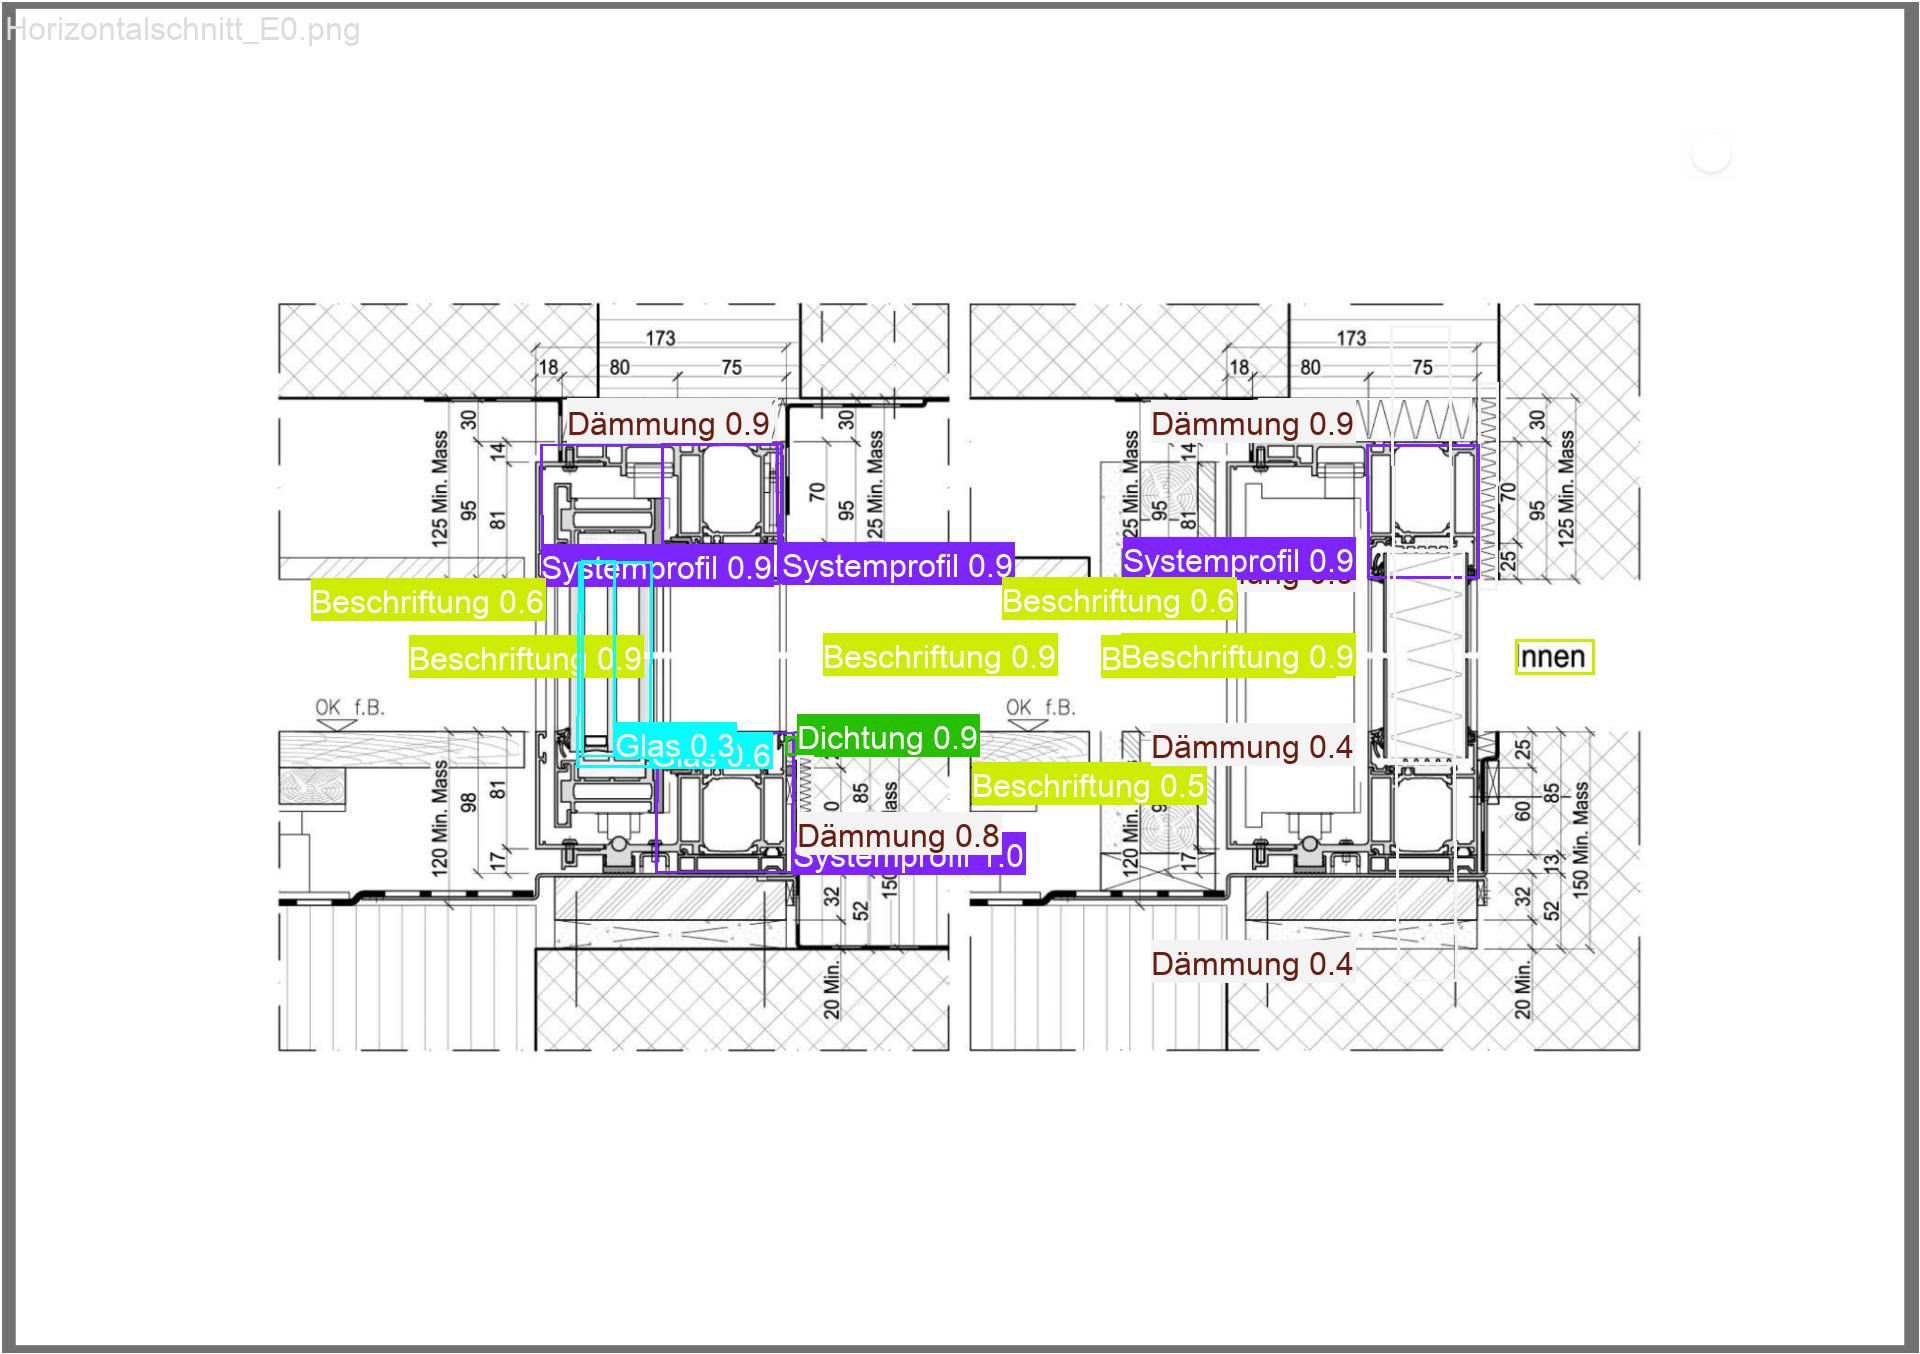 Horizontalschnitt_E0.png
173
18 80 75
173
18 80 75
Dämmung 0.9
Dämmung 0.9
30
14
125 Min. Mass
95
81
30
70
95
25 Min. Mass
14
25 Min. Mass
95
81
30
70
95
25
125 Min. Mass
Systemprofil 0.9
Systemprofil 0.9
Systemprofil 0.9
Beschriftung 0.6
Beschriftung 0.6
Beschriftung 0.9
Beschriftung 0.9
B
Beschriftung 0.9
nnen
OK f.B.
OK f.B.
Glas 0.3
Glas 0.6
Dichtung 0.9
Dämmung 0.4
Beschriftung 0.5
Dämmung 0.8
Systemprofil 1.0
120 Min. Mass
98
81
17
0
85
150
ass
32
52
20 Min.
120 Min.
9
17
25
60
85
13
150 Min. Mass
32
52
20 Min.
Dämmung 0.4